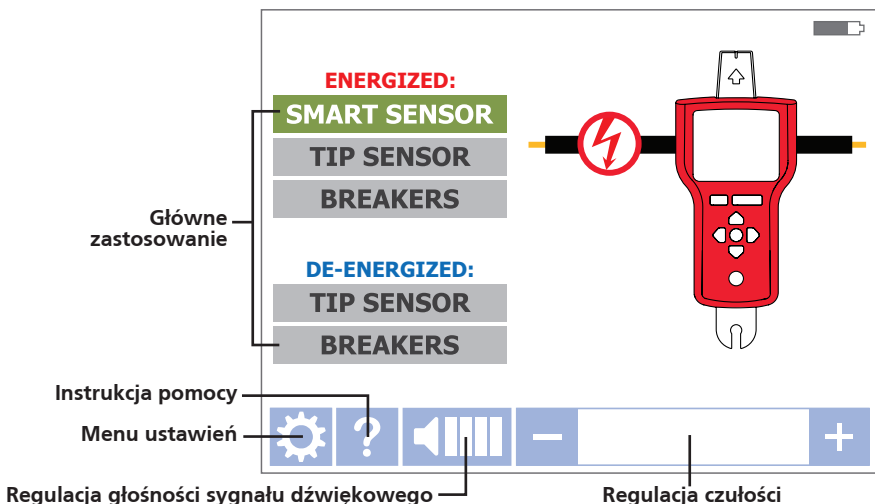 ENERGIZED:
SMART SENSOR
TIP SENSOR
BREAKERS
Główne
zastosowanie
DE-ENERGIZED:
TIP SENSOR
BREAKERS
Instrukcja pomocy
Menu ustawień
?
Regulacja głośności sygnału dźwiękowego
Regulacja czułości